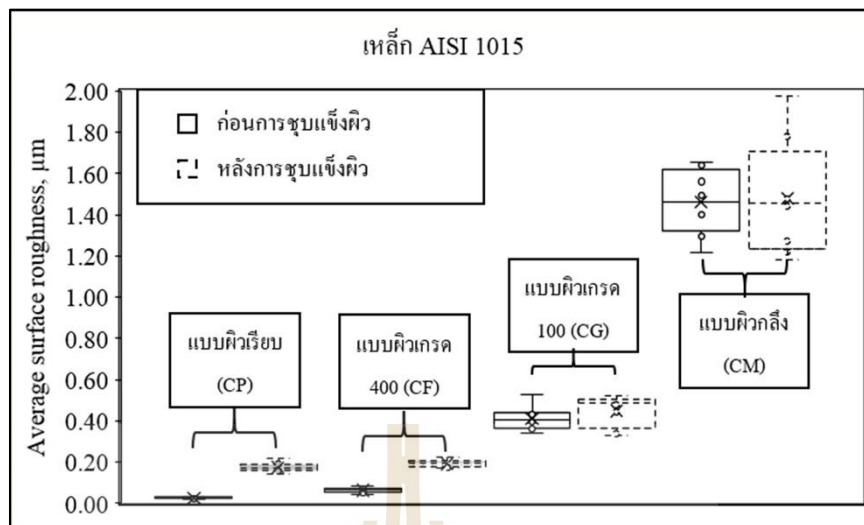 เหล็ก AISI 1015
Average surface roughness, µm
2.00
1.80
1.60
1.40
1.20
1.00
0.80
0.60
0.40
0.20
0.00
ก่อนการชุบแข็งผิว
หลังการชุบแข็งผิว
แบบผิวเรียบ
(CP)
แบบผิวเกรด
400 (CF)
แบบผิวเกรด
100 (CG)
แบบผิวกลึง
(CM)